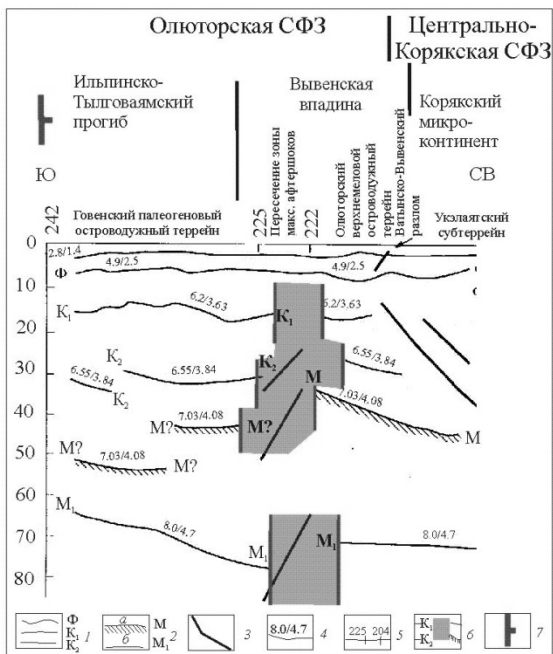 Олюторская СФЗ
Центрально-
Корякская СФЗ
Ильпинско-
Тылговаямский
прогиб
Вывенская
впадина
Корякский
микро-
континент
Ю
СВ
242
Говенский палеогеновый
островодужный террейн
225
Пересечение зоны
макс. афтершоков
222
Олюторский
верхнемеловой
островодужный
террейн
Ватынско-Вывенский
разлом
Укэлаятский
субтеррейн
0
10
20
30
40
50
60
70
80
2.8/1.4
Ф
4.9/2.5
4.9/2.5
К₁
6.2/3.63
К₁
6.2/3.63
К₂
6.55/3.84
6.55/3.84
К₂
К₂
6.55/3.84
М
М?
7.03/4.08
М?
7.03/4.08
М
М?
7.03/4.08
М?
М₁
8.0/4.7
М₁
М₁
8.0/4.7
Ф
К₁
К₂
1
а
б
М
М₁
2
3
8.0/4.7
4
225 204
5
К₁
К₂
6
7